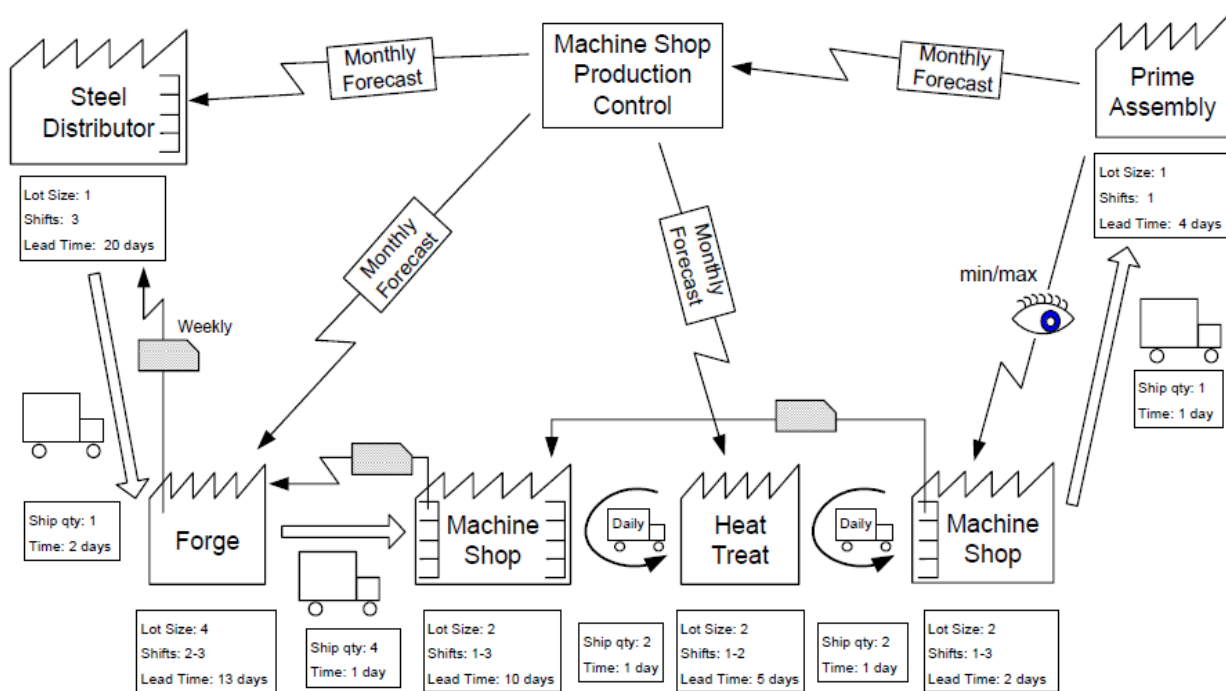 Monthly
Forecast
Machine Shop
Production
Control
Monthly
Forecast
Prime
Assembly
Steel
Distributor
Lot Size: 1
Shifts: 3
Lead Time: 20 days
Monthly
Forecast
Monthly
Forecast
Lot Size: 1
Shifts: 1
Lead Time: 4 days
min/max
Weekly
Ship qty: 1
Time: 1 day
Ship qty: 1
Time: 2 days
Forge
Machine
Shop
Daily
Heat
Treat
Daily
Machine
Shop
Lot Size: 4
Shifts: 2-3
Lead Time: 13 days
Ship qty: 4
Time: 1 day
Lot Size: 2
Shifts: 1-3
Lead Time: 10 days
Ship qty: 2
Time: 1 day
Lot Size: 2
Shifts: 1-2
Lead Time: 5 days
Ship qty: 2
Time: 1 day
Lot Size: 2
Shifts: 1-3
Lead Time: 2 days